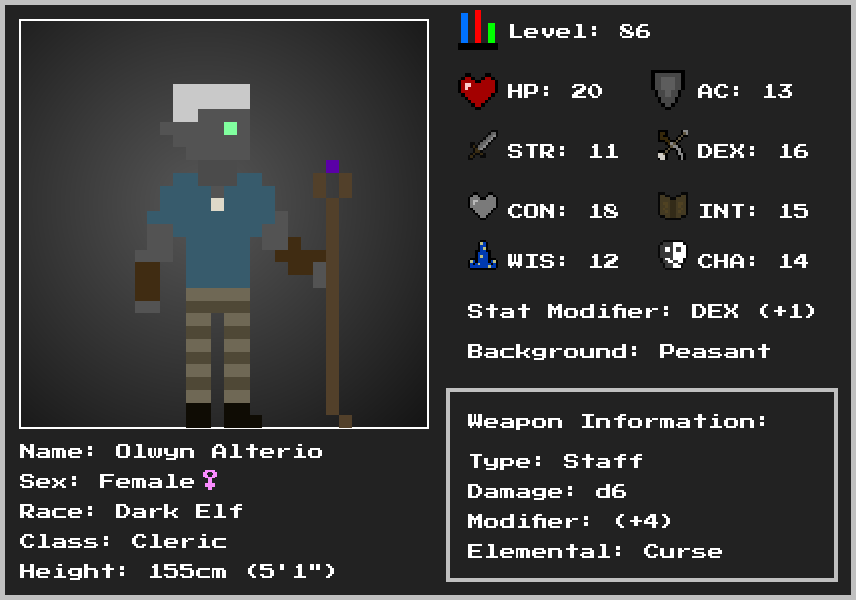 Level: 86
HP: 20
AC: 13
STR: 11
DEX: 16
CON: 18
INT: 15
WIS: 12
CHA: 14
Stat Modifier: DEX (+1)
Background: Peasant
Weapon Information:
Type: Staff
Damage: d6
Modifier: (+4)
Elemental: Curse
Name: Olwyn Alterio
Sex: Female♀
Race: Dark Elf
Class: Cleric
Height: 155cm (5'1")